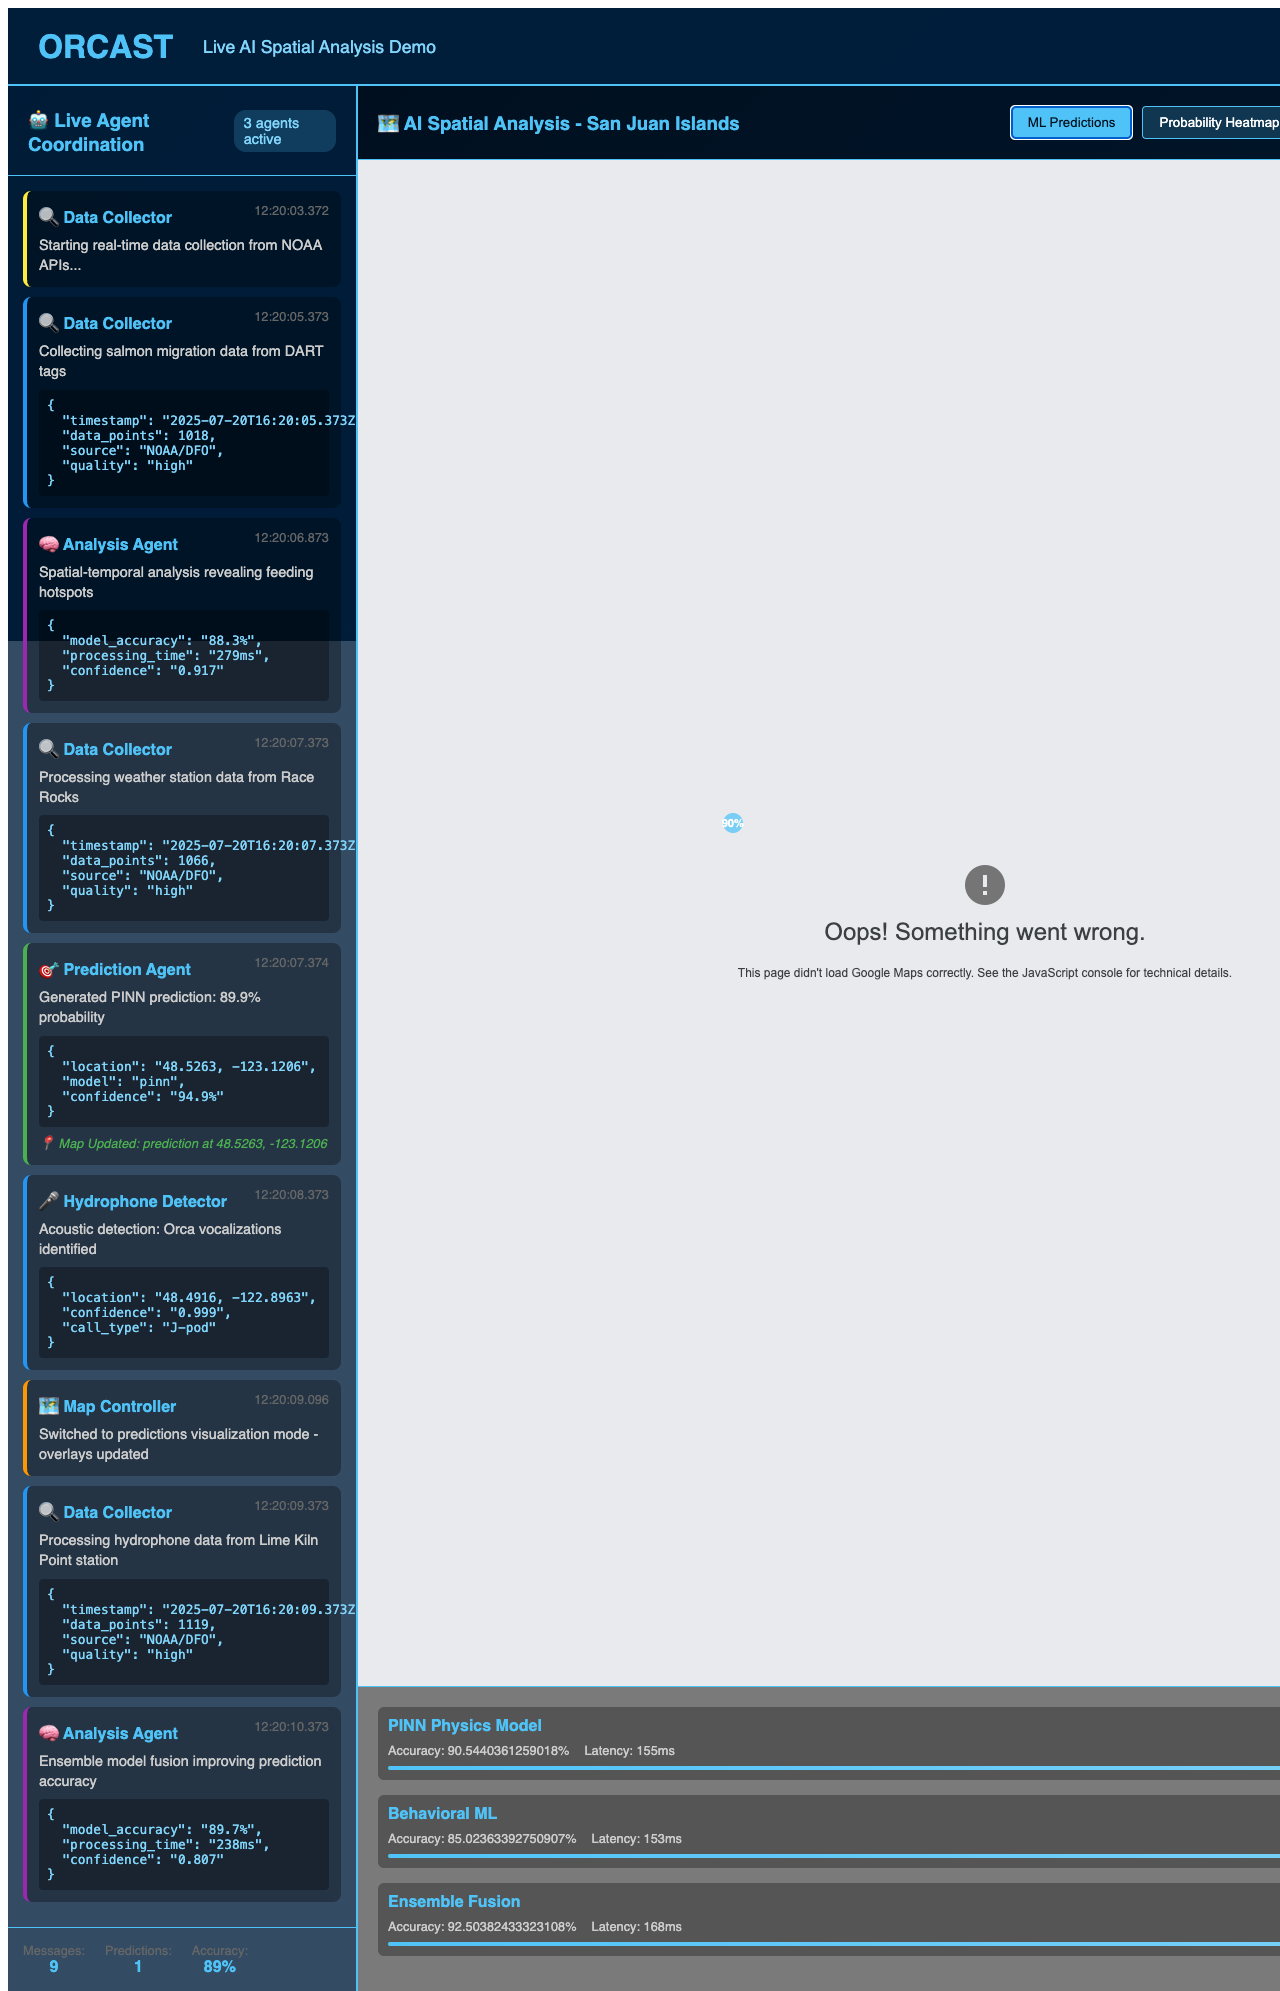 ORCAST
Live AI Spatial Analysis Demo
🤖 Live Agent
Coordination
3 agents
active
🔍 Data Collector
12:20:03.372
Starting real-time data collection from NOAA
APIs...
🔍 Data Collector
12:20:05.373
Collecting salmon migration data from DART
tags
{
"timestamp": "2025-07-20T16:20:05.373Z
"data_points": 1018,
"source": "NOAA/DFO",
"quality": "high"
}
🧠 Analysis Agent
12:20:06.873
Spatial-temporal analysis revealing feeding
hotspots
{
"model_accuracy": "88.3%",
"processing_time": "279ms",
"confidence": "0.917"
}
🔍 Data Collector
12:20:07.373
Processing weather station data from Race
Rocks
{
"timestamp": "2025-07-20T16:20:07.373Z
"data_points": 1066,
"source": "NOAA/DFO",
"quality": "high"
}
🎯 Prediction Agent
12:20:07.374
Generated PINN prediction: 89.9%
probability
{
"location": "48.5263, -123.1206",
"model": "pinn",
"confidence": "94.9%"
}
📍 Map Updated: prediction at 48.5263, -123.1206
🎤 Hydrophone Detector
12:20:08.373
Acoustic detection: Orca vocalizations
identified
{
"location": "48.4916, -122.8963",
"confidence": "0.999",
"call_type": "J-pod"
}
🗺️ Map Controller
12:20:09.096
Switched to predictions visualization mode -
overlays updated
🔍 Data Collector
12:20:09.373
Processing hydrophone data from Lime Kiln
Point station
{
"timestamp": "2025-07-20T16:20:09.373Z
"data_points": 1119,
"source": "NOAA/DFO",
"quality": "high"
}
🧠 Analysis Agent
12:20:10.373
Ensemble model fusion improving prediction
accuracy
{
"model_accuracy": "89.7%",
"processing_time": "238ms",
"confidence": "0.807"
}
Messages:
9
Predictions:
1
Accuracy:
89%
🗺️ AI Spatial Analysis - San Juan Islands
ML Predictions
Probability Heatmap
90%
Oops! Something went wrong.
This page didn't load Google Maps correctly. See the JavaScript console for technical details.
PINN Physics Model
Accuracy: 90.5440361259018% Latency: 155ms
Behavioral ML
Accuracy: 85.02363392750907% Latency: 153ms
Ensemble Fusion
Accuracy: 92.50382433323108% Latency: 168ms